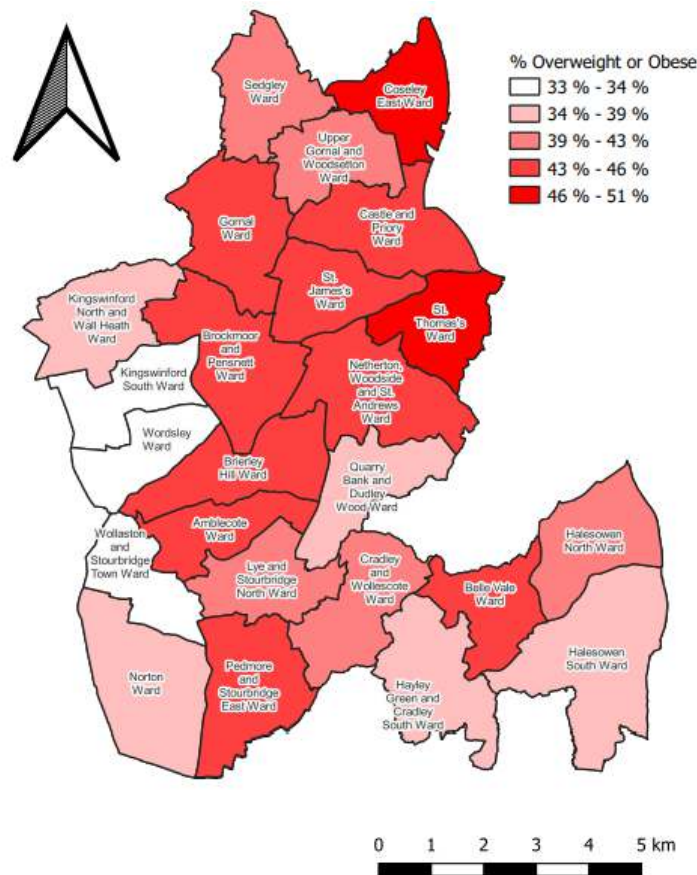 % Overweight or Obese
33 % - 34 %
34 % - 39 %
39 % - 43 %
43 % - 46 %
46 % - 51 %
Sedgley
Ward
Coseley
East Ward
Upper
Gornal and
Woodsetton
Ward
Gornal
Ward
Castle and
Priory
Ward
St.
James's
Ward
St.
Thomas's
Ward
Kingswinford
North and
Wall Heath
Ward
Brockmoor
and
Pensnett
Ward
Kingswinford
South Ward
Netherton,
Woodside
and St.
Andrews
Ward
Wordsley
Ward
Brierley
Hill Ward
Quarry
Bank and
Dudley
Wood Ward
Amblecote
Ward
Wollaston
and
Stourbridge
Town Ward
Lye and
Stourbridge
North Ward
Cradley
and
Wollescote
Ward
Belle Vale
Ward
Halesowen
North Ward
Norton
Ward
Pedmore
and
Stourbridge
East Ward
Hayley
Green and
Cradley
South Ward
Halesowen
South Ward
0 1 2 3 4 5 km